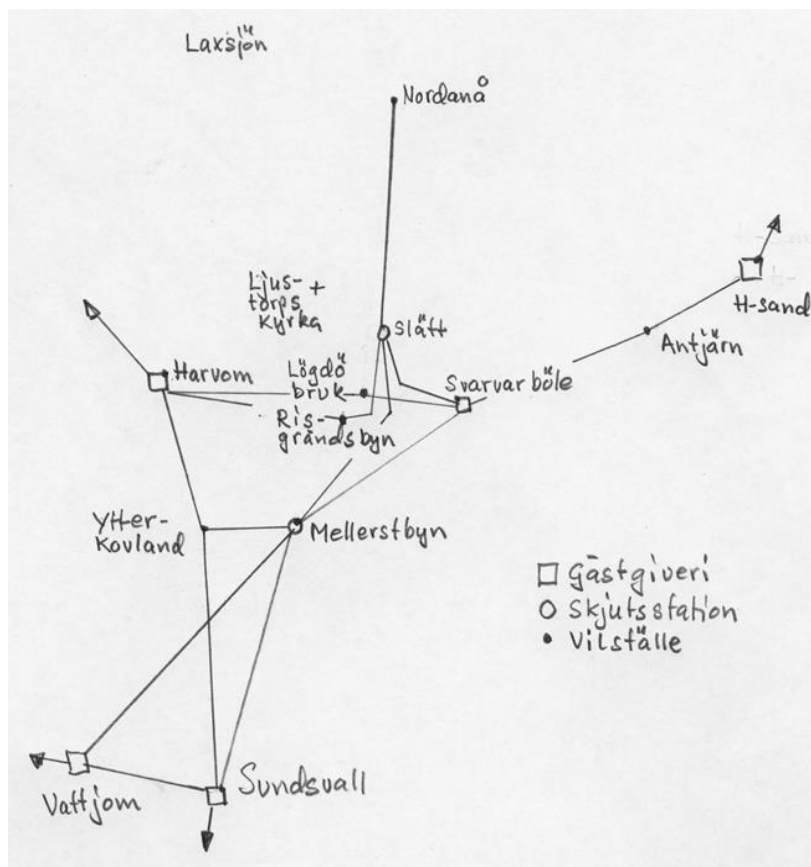 Laxsjön
Nordanå
Ljus-
torps
Kyrka
Slätt
H-sand
Antjärn
Harvom
Lögdö
bruk
Svarvarböle
Ris-
grändsbyn
Ytter-
Kovland
Mellerstbyn
Gästgiveri
Skjutsstation
Vilställe
Vattjom
Sundsvall